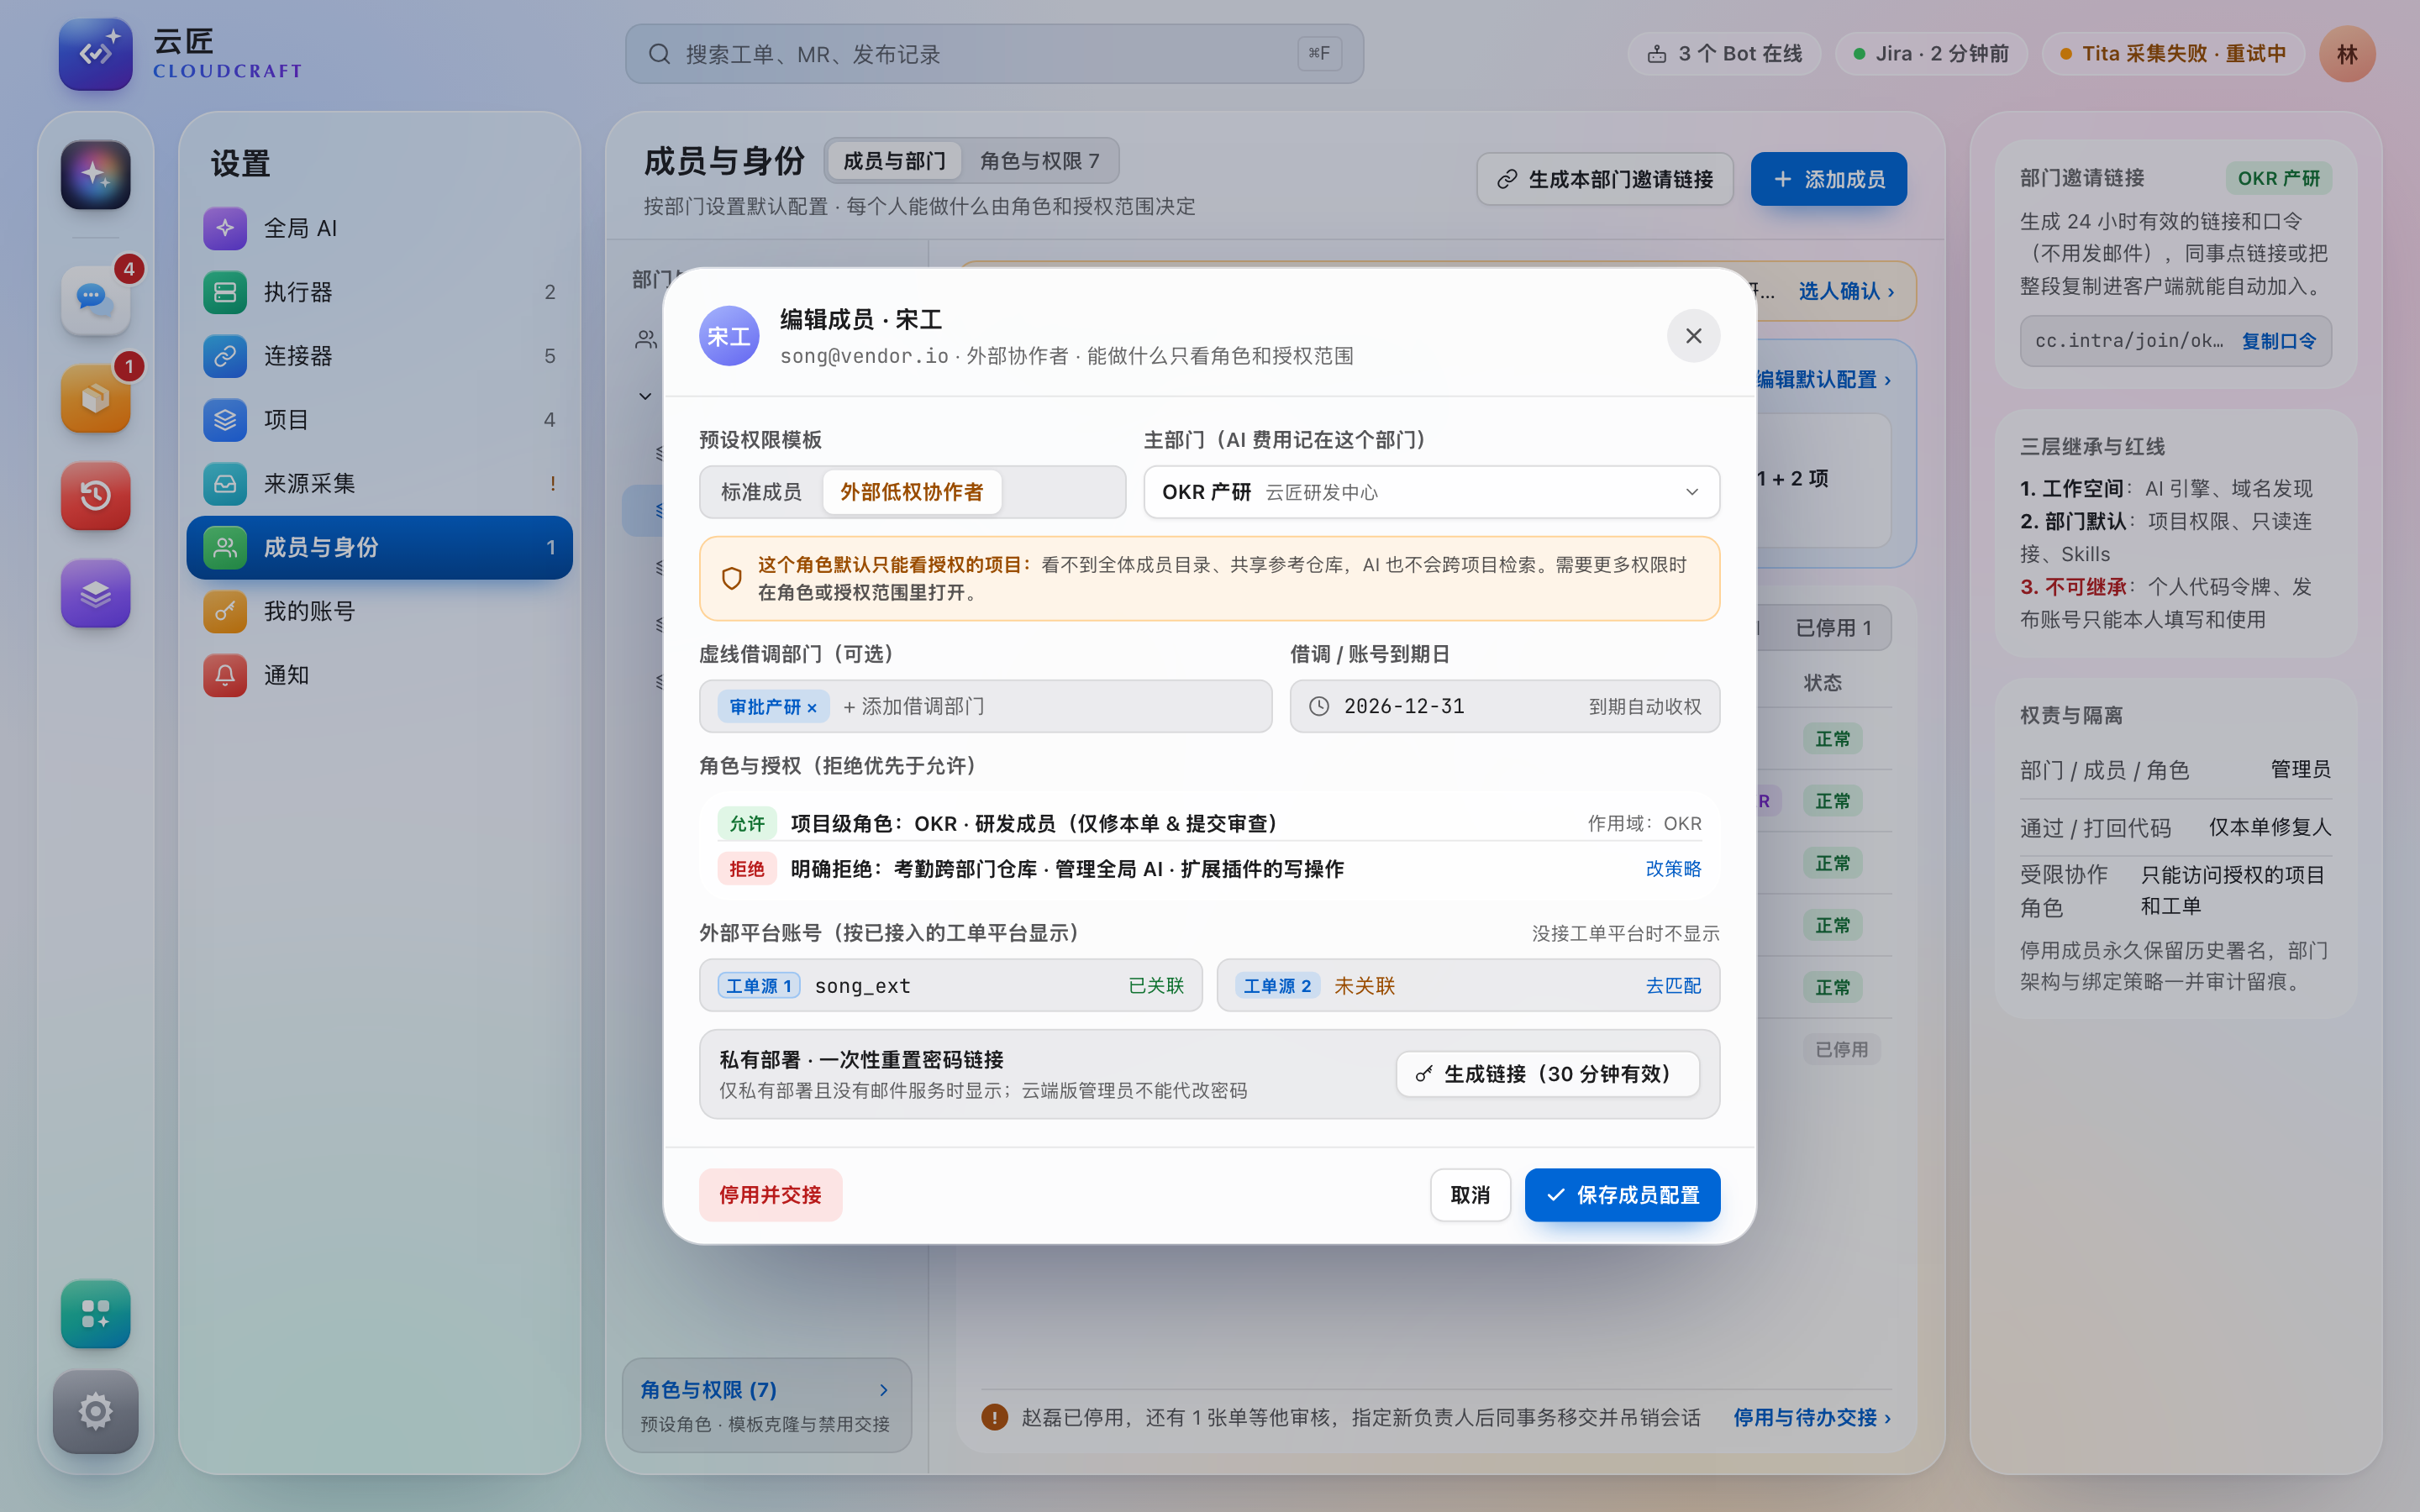 云匠
CLOUDCRAFT
搜索工单、MR、发布记录
⌘F
3 个 Bot 在线
Jira · 2 分钟前
Tita 采集失败 · 重试中
林
4
1
设置
全局 AI
执行器
2
连接器
5
项目
4
来源采集
!
成员与身份
1
我的账号
通知
成员与身份
成员与部门
角色与权限 7
按部门设置默认配置 · 每个人能做什么由角色和授权范围决定
生成本部门邀请链接
+ 添加成员
选人确认 ›
编辑默认配置 ›
1 + 2 项
已停用 1
状态
正常
正常
正常
正常
正常
已停用
角色与权限 (7)
预设角色 · 模板克隆与禁用交接
赵磊已停用，还有 1 张单等他审核，指定新负责人后同事务移交并吊销会话
停用与待办交接 ›
宋工
编辑成员 · 宋工
song@vendor.io · 外部协作者 · 能做什么只看角色和授权范围
预设权限模板
标准成员
外部低权协作者
主部门（AI 费用记在这个部门）
OKR 产研 云匠研发中心
这个角色默认只能看授权的项目：看不到全体成员目录、共享参考仓库，AI 也不会跨项目检索。需要更多权限时
在角色或授权范围里打开。
虚线借调部门（可选）
审批产研 ×
+ 添加借调部门
借调 / 账号到期日
2026-12-31
到期自动收权
角色与授权（拒绝优先于允许）
允许
项目级角色：OKR · 研发成员（仅修本单 & 提交审查）
作用域：OKR
拒绝
明确拒绝：考勤跨部门仓库 · 管理全局 AI · 扩展插件的写操作
改策略
外部平台账号（按已接入的工单平台显示）
没接工单平台时不显示
工单源 1
song_ext
已关联
工单源 2
未关联
去匹配
私有部署 · 一次性重置密码链接
仅私有部署且没有邮件服务时显示；云端版管理员不能代改密码
生成链接（30 分钟有效）
停用并交接
取消
保存成员配置
部门邀请链接
OKR 产研
生成 24 小时有效的链接和口令
（不用发邮件），同事点链接或把
整段复制进客户端就能自动加入。
cc.intra/join/ok…
复制口令
三层继承与红线
1. 工作空间：AI 引擎、域名发现
2. 部门默认：项目权限、只读连
接、Skills
3. 不可继承：个人代码令牌、发
布账号只能本人填写和使用
权责与隔离
部门 / 成员 / 角色
管理员
通过 / 打回代码
仅本单修复人
受限协作
角色
只能访问授权的项目
和工单
停用成员永久保留历史署名，部门
架构与绑定策略一并审计留痕。